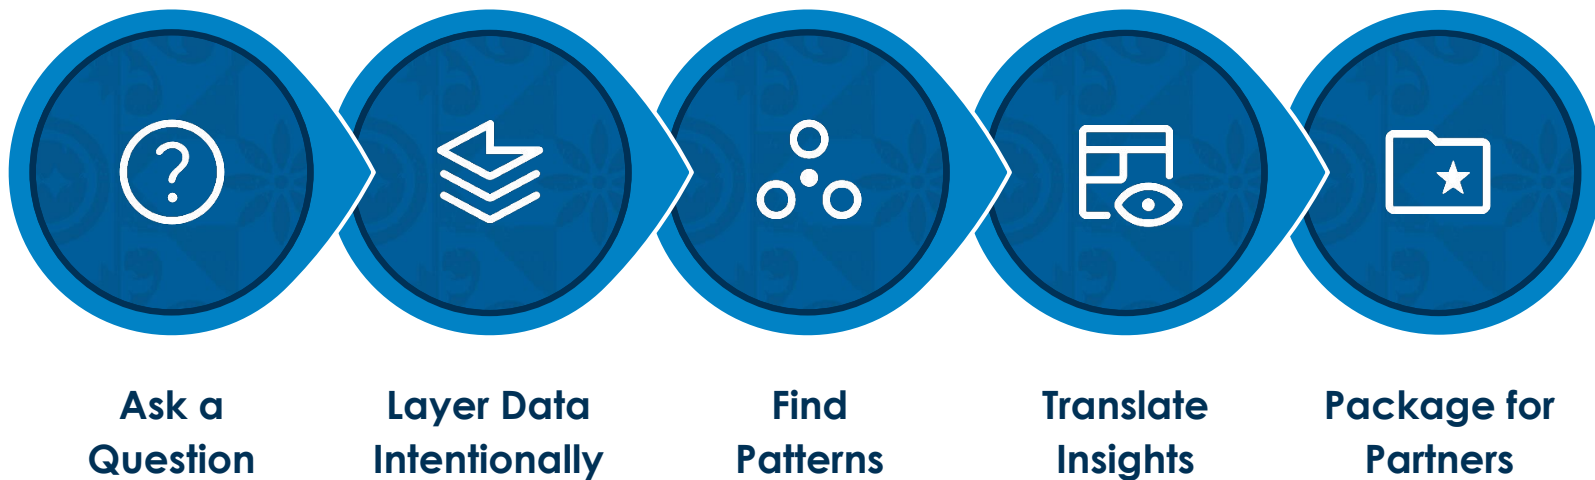 ?
Ask a
Question
Layer Data
Intentionally
Find
Patterns
Translate
Insights
Package for
Partners